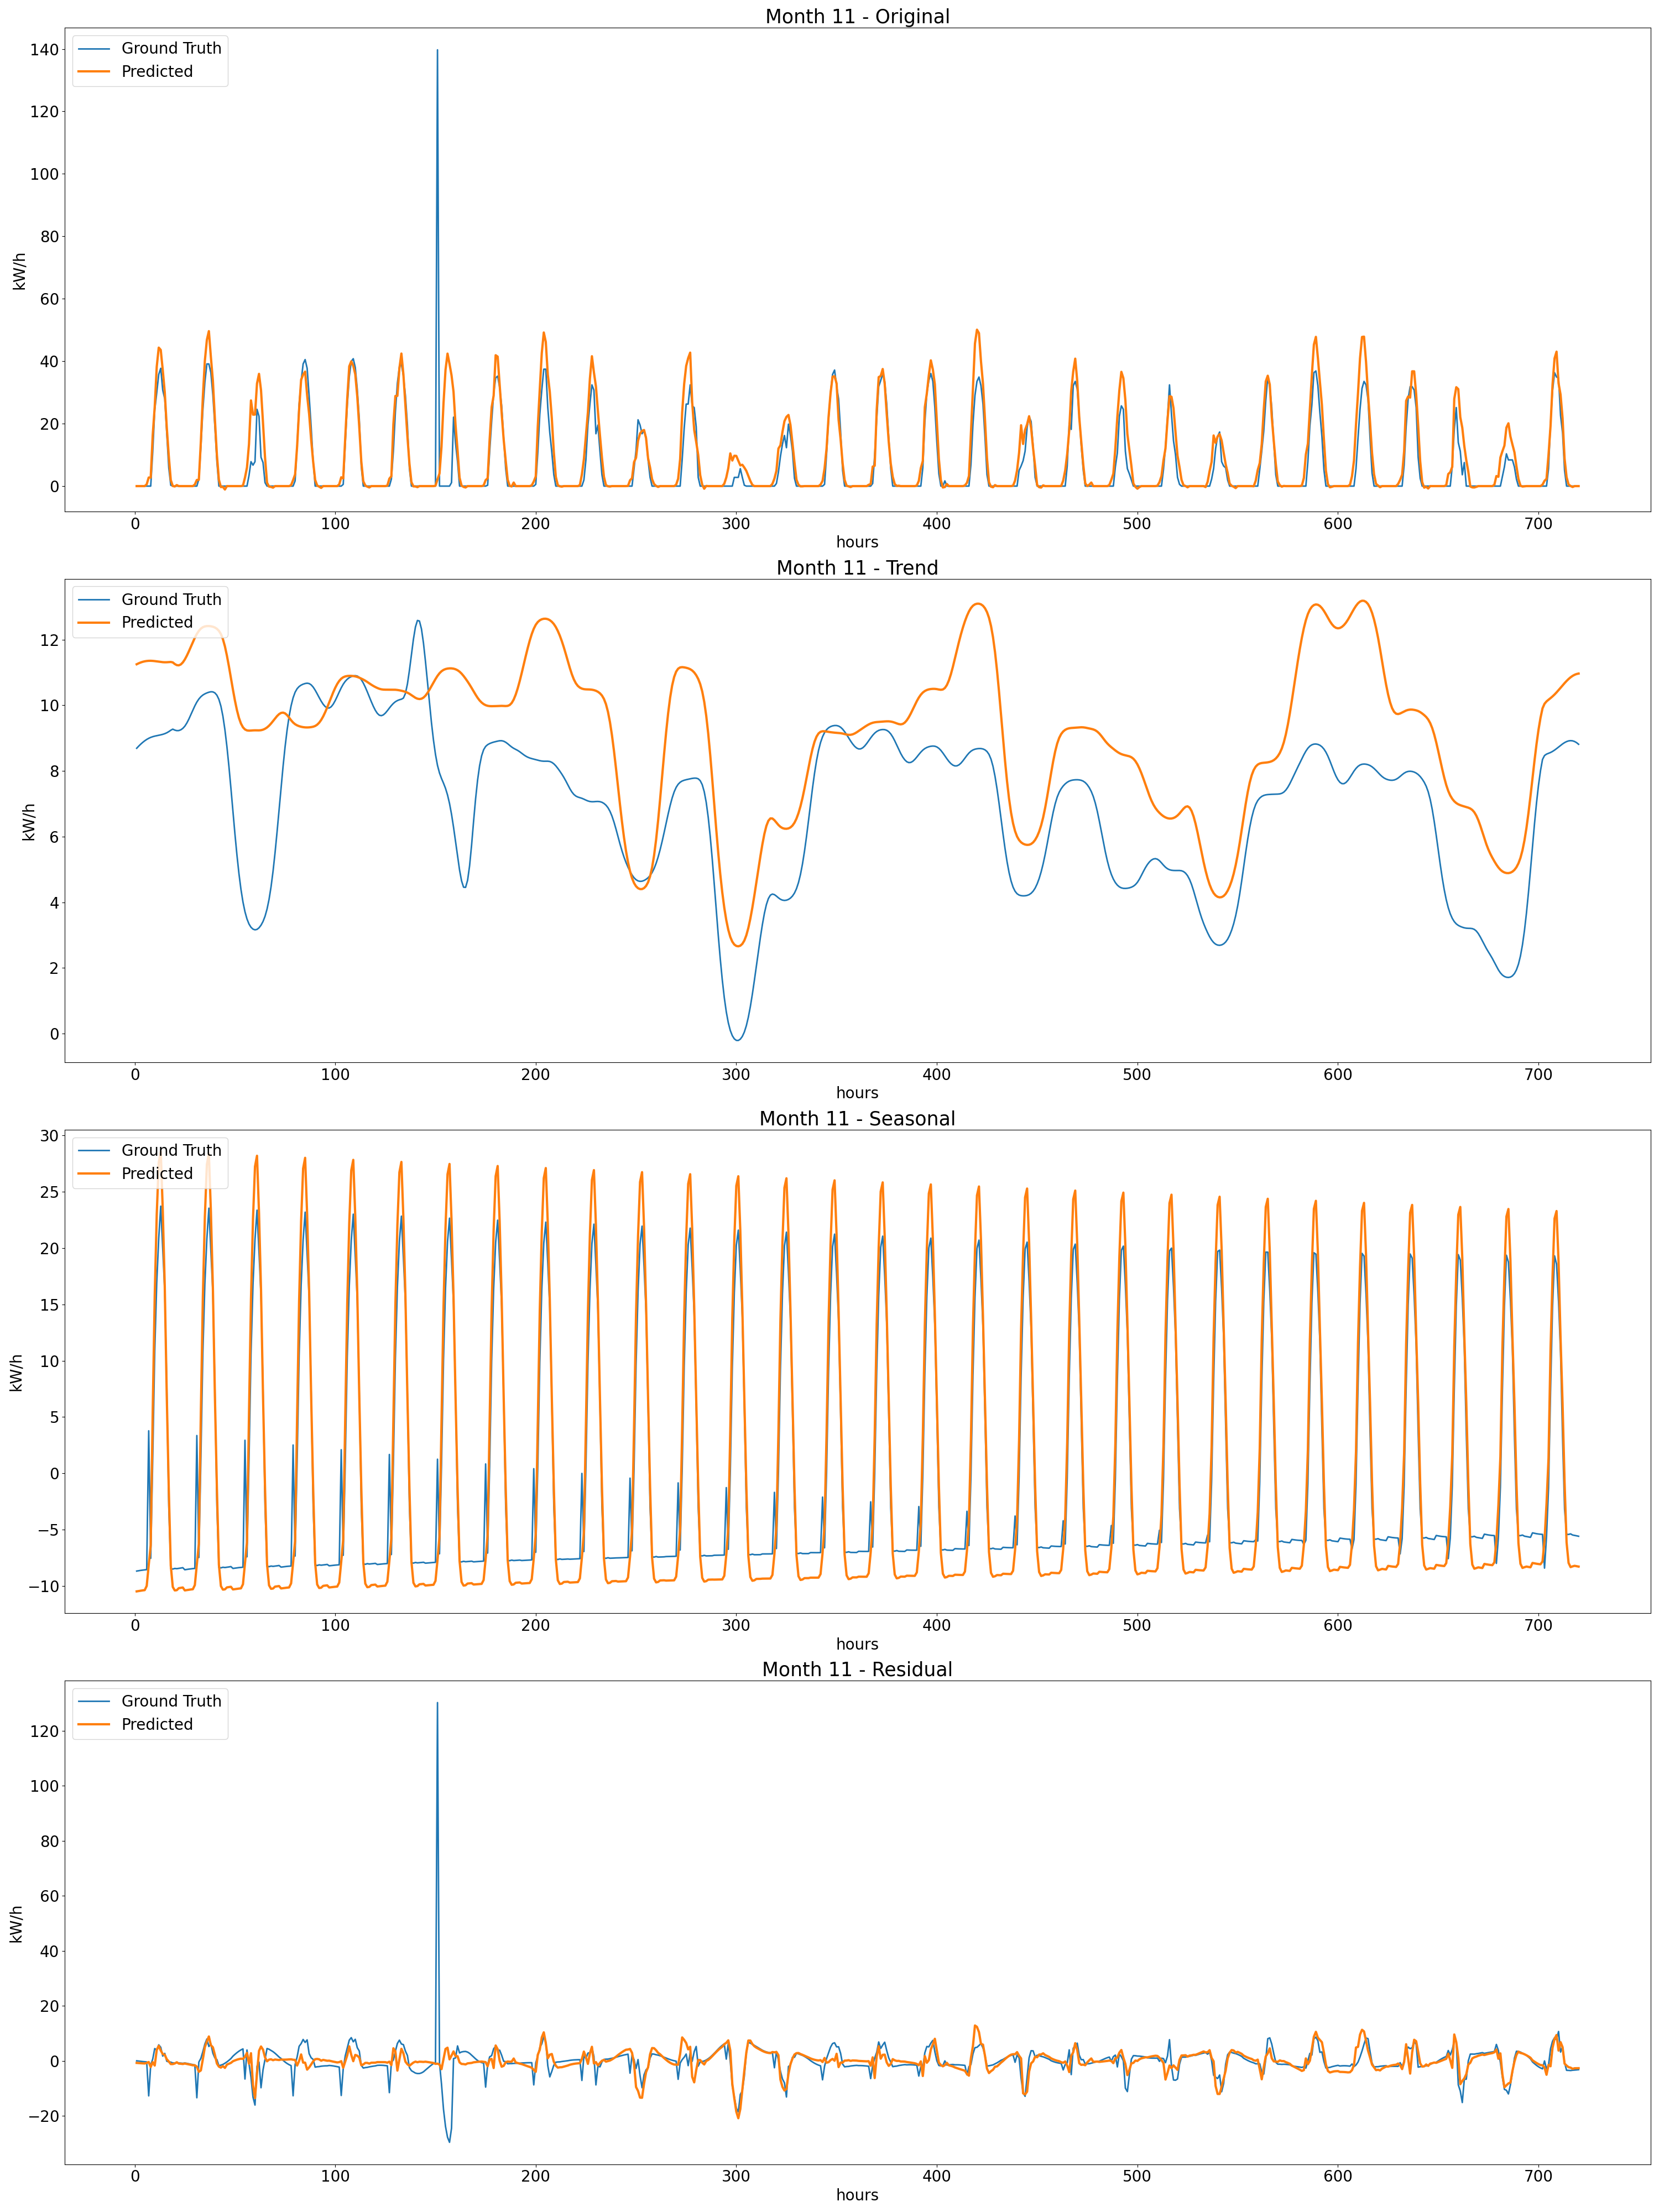 Month 11 - Original
Ground Truth
Predicted
140
120
100
80
60
40
20
0
kW/h
0 100 200 300 400 500 600 700
hours
Month 11 - Trend
Ground Truth
Predicted
12
10
8
6
4
2
0
kW/h
0 100 200 300 400 500 600 700
hours
Month 11 - Seasonal
Ground Truth
Predicted
30
25
20
15
10
5
0
−5
−10
kW/h
0 100 200 300 400 500 600 700
hours
Month 11 - Residual
Ground Truth
Predicted
120
100
80
60
40
20
0
−20
kW/h
0 100 200 300 400 500 600 700
hours